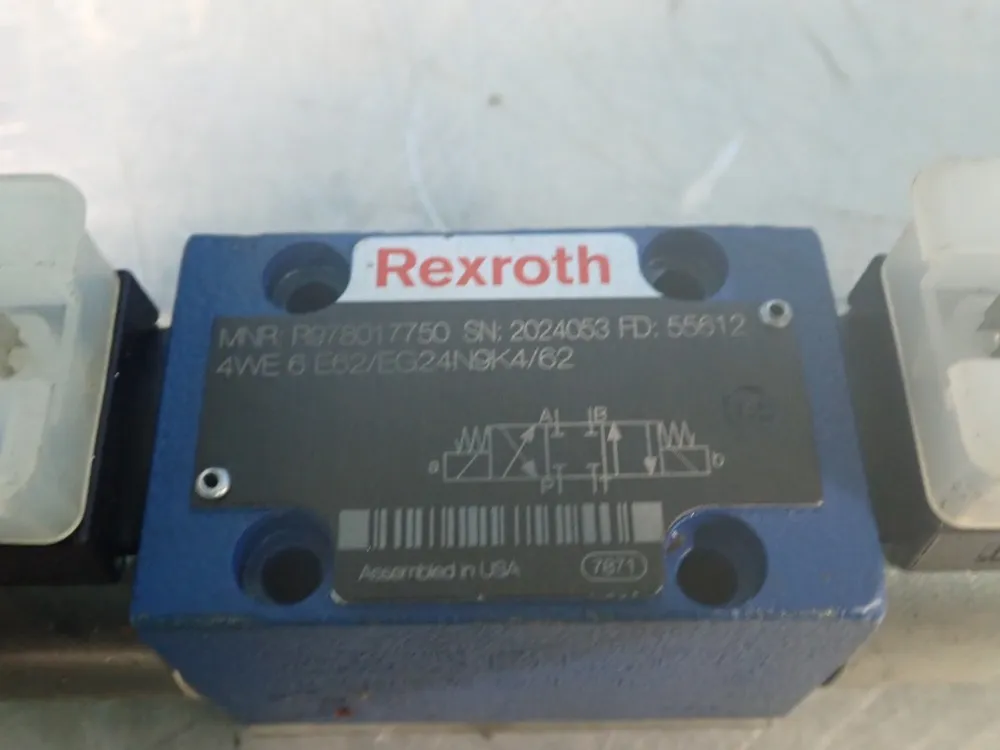 Rexroth
MNR: R978017750 SN: 2024053 FD: 55612
4WE 6 E62/EG24N9K4/62
A B
a b
P T
Assembled in USA
7871